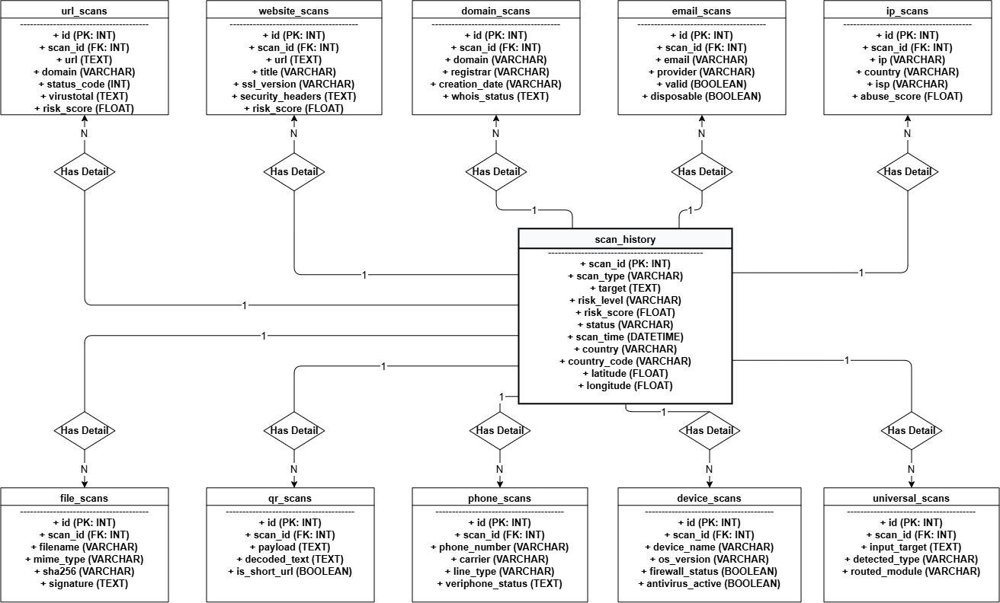 url_scans
--------------------------------------
+ id (PK: INT)
+ scan_id (FK: INT)
+ url (TEXT)
+ domain (VARCHAR)
+ status_code (INT)
+ virustotal (TEXT)
+ risk_score (FLOAT)
website_scans
--------------------------------------
+ id (PK: INT)
+ scan_id (FK: INT)
+ url (TEXT)
+ title (VARCHAR)
+ ssl_version (VARCHAR)
+ security_headers (TEXT)
+ risk_score (FLOAT)
domain_scans
--------------------------------------
+ id (PK: INT)
+ scan_id (FK: INT)
+ domain (VARCHAR)
+ registrar (VARCHAR)
+ creation_date (VARCHAR)
+ whois_status (TEXT)
email_scans
--------------------------------------
+ id (PK: INT)
+ scan_id (FK: INT)
+ email (VARCHAR)
+ provider (VARCHAR)
+ valid (BOOLEAN)
+ disposable (BOOLEAN)
ip_scans
--------------------------------------
+ id (PK: INT)
+ scan_id (FK: INT)
+ ip (VARCHAR)
+ country (VARCHAR)
+ isp (VARCHAR)
+ abuse_score (FLOAT)
N
N
N
N
N
Has Detail
Has Detail
Has Detail
Has Detail
Has Detail
1
1
1
1
1
scan_history
----------------------------------------------
+ scan_id (PK: INT)
+ scan_type (VARCHAR)
+ target (TEXT)
+ risk_level (VARCHAR)
+ risk_score (FLOAT)
+ status (VARCHAR)
+ scan_time (DATETIME)
+ country (VARCHAR)
+ country_code (VARCHAR)
+ latitude (FLOAT)
+ longitude (FLOAT)
1
1
1
1
1
Has Detail
Has Detail
Has Detail
Has Detail
Has Detail
N
N
N
N
N
file_scans
--------------------------------------
+ id (PK: INT)
+ scan_id (FK: INT)
+ filename (VARCHAR)
+ mime_type (VARCHAR)
+ sha256 (VARCHAR)
+ signature (TEXT)
qr_scans
--------------------------------------
+ id (PK: INT)
+ scan_id (FK: INT)
+ payload (TEXT)
+ decoded_text (TEXT)
+ is_short_url (BOOLEAN)
phone_scans
--------------------------------------
+ id (PK: INT)
+ scan_id (FK: INT)
+ phone_number (VARCHAR)
+ carrier (VARCHAR)
+ line_type (VARCHAR)
+ veriphone_status (TEXT)
device_scans
--------------------------------------
+ id (PK: INT)
+ scan_id (FK: INT)
+ device_name (VARCHAR)
+ os_version (VARCHAR)
+ firewall_status (BOOLEAN)
+ antivirus_active (BOOLEAN)
universal_scans
--------------------------------------
+ id (PK: INT)
+ scan_id (FK: INT)
+ input_target (TEXT)
+ detected_type (VARCHAR)
+ routed_module (VARCHAR)